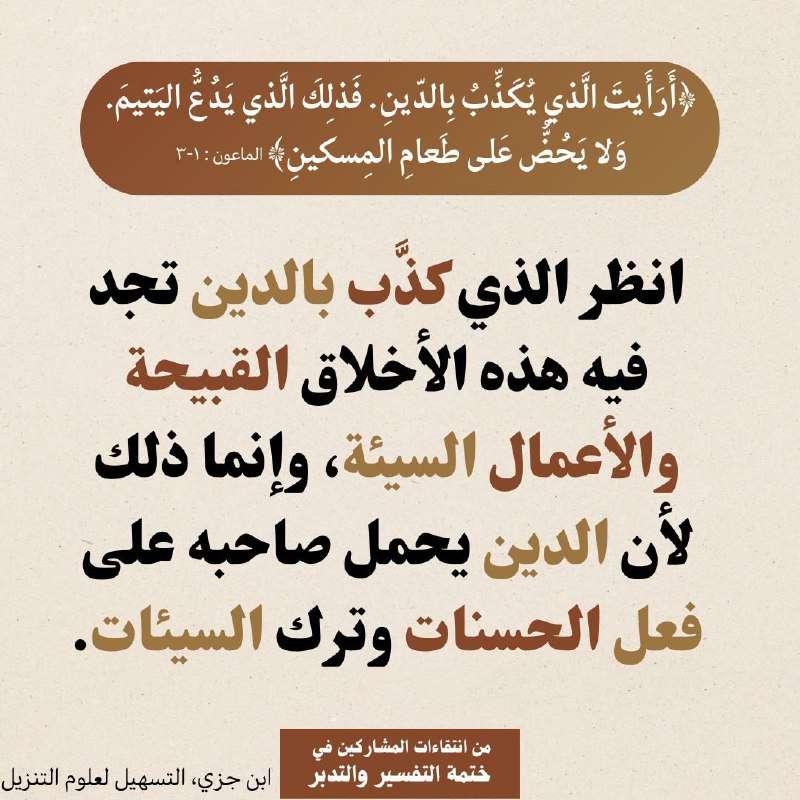 ﴿أَرَأَيتَ الَّذي يُكَذِّبُ بِالدّينِ. فَذلِكَ الَّذي يَدُعُّ اليَتيمَ.
وَلا يَحُضُّ عَلى طَعامِ المِسكينِ﴾ الماعون : ١-٣
انظر الذي كذَّب بالدين تجد
فيه هذه الأخلاق القبيحة
والأعمال السيئة، وإنما ذلك
لأن الدين يحمل صاحبه على
فعل الحسنات وترك السيئات.
من انتقاءات المشاركين في
ختمة التفسير والتدبر
ابن جزي، التسهيل لعلوم التنزيل